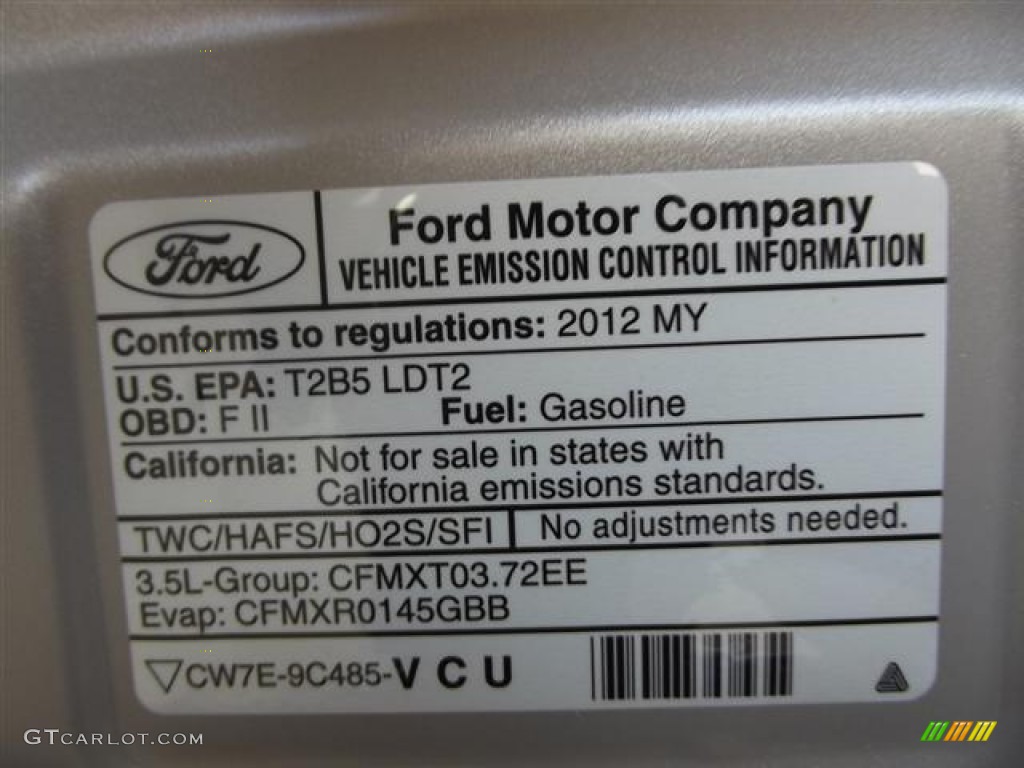 Ford
Ford Motor Company
VEHICLE EMISSION CONTROL INFORMATION
Conforms to regulations: 2012 MY
U.S. EPA: T2B5 LDT2
OBD: F II Fuel: Gasoline
California: Not for sale in states with
California emissions standards.
TWC/HAFS/HO2S/SFI No adjustments needed.
3.5L-Group: CFMXT03.72EE
Evap: CFMXR0145GBB
CW7E-9C485-VCU
GTCARLOT.COM